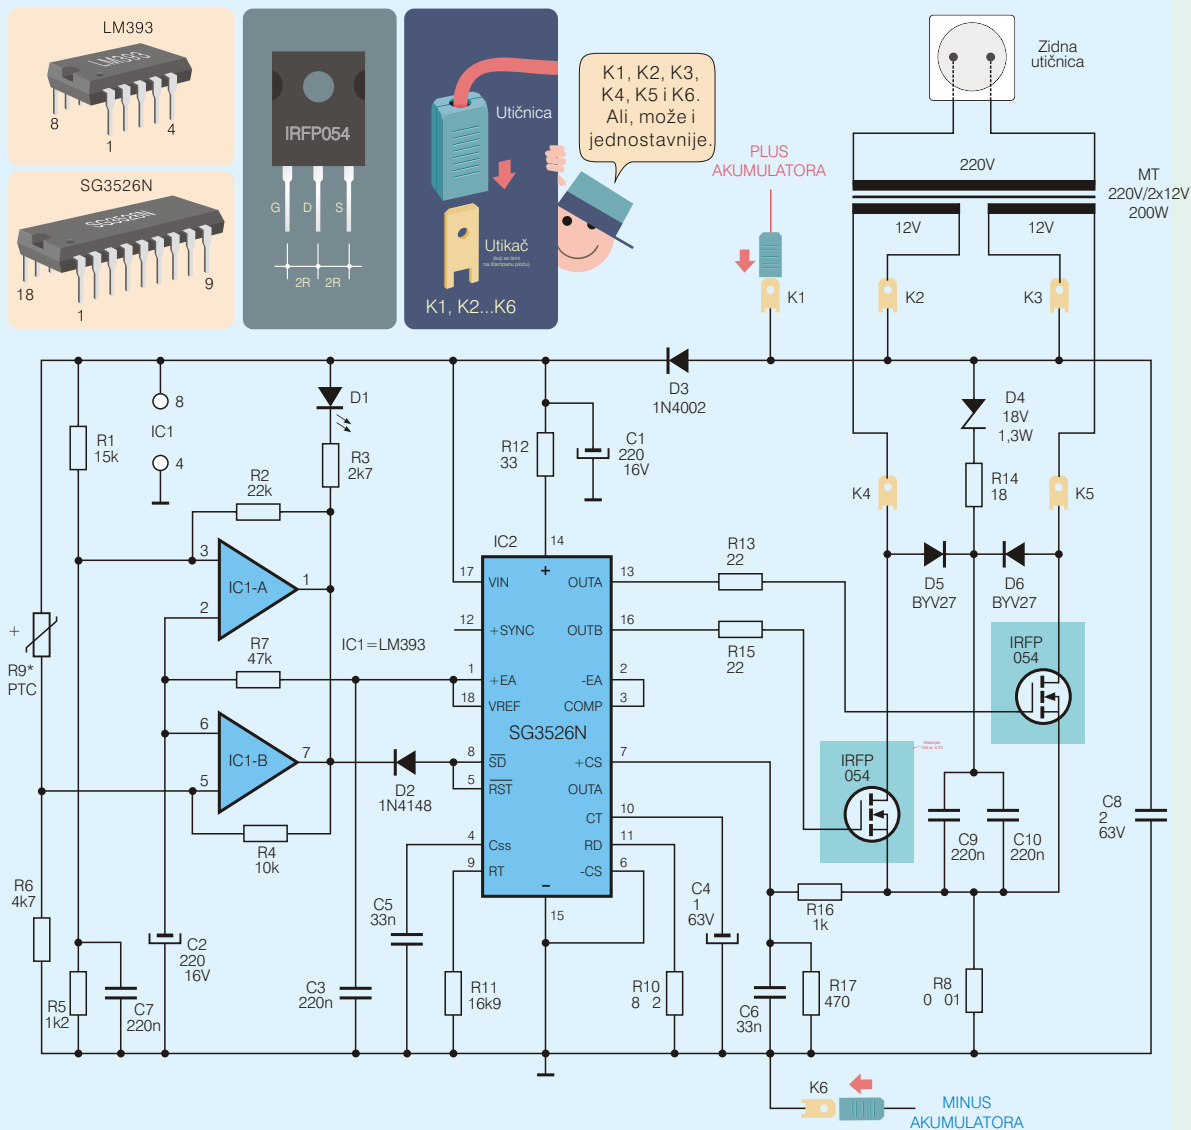 LM393
LM393
8
4
1
SG3526N
SG3526N
18
9
1
IRFP054
G
D
S
2R
2R
Utičnica
Utikač
(koji se lemi
na štampanu ploču)
K1, K2...K6
K1, K2, K3,
K4, K5 i K6.
Ali, može i
jednostavnije.
PLUS
AKUMULATORA
K1
Zidna
utičnica
220V
MT
220V/2x12V
200W
12V
12V
K2
K3
D3
1N4002
D4
18V
1,3W
R14
18
K4
K5
D5
BYV27
D6
BYV27
8
IC1
4
D1
R1
15k
R3
2k7
R2
22k
3
IC1-A
1
2
R12
33
C1
220
16V
IC2
14
+
17
VIN
OUTA
13
12
+SYNC
OUTB
16
1
+EA
-EA
2
18
VREF
COMP
3
SG3526N
8
SD
+CS
7
5
RST
OUTA
CT
10
4
Css
RD
11
9
RT
-CS
6
-
15
R13
22
R15
22
IRFP
054
IRFP
054
+
R9*
PTC
R7
47k
IC1=LM393
6
IC1-B
7
5
R4
10k
D2
1N4148
R6
4k7
R5
1k2
C7
220n
C2
220
16V
C3
220n
C5
33n
R11
16k9
R10
8 2
C4
1
63V
R16
1k
C6
33n
R17
470
C9
220n
C10
220n
R8
0 01
C8
2
63V
K6
MINUS
AKUMULATORA